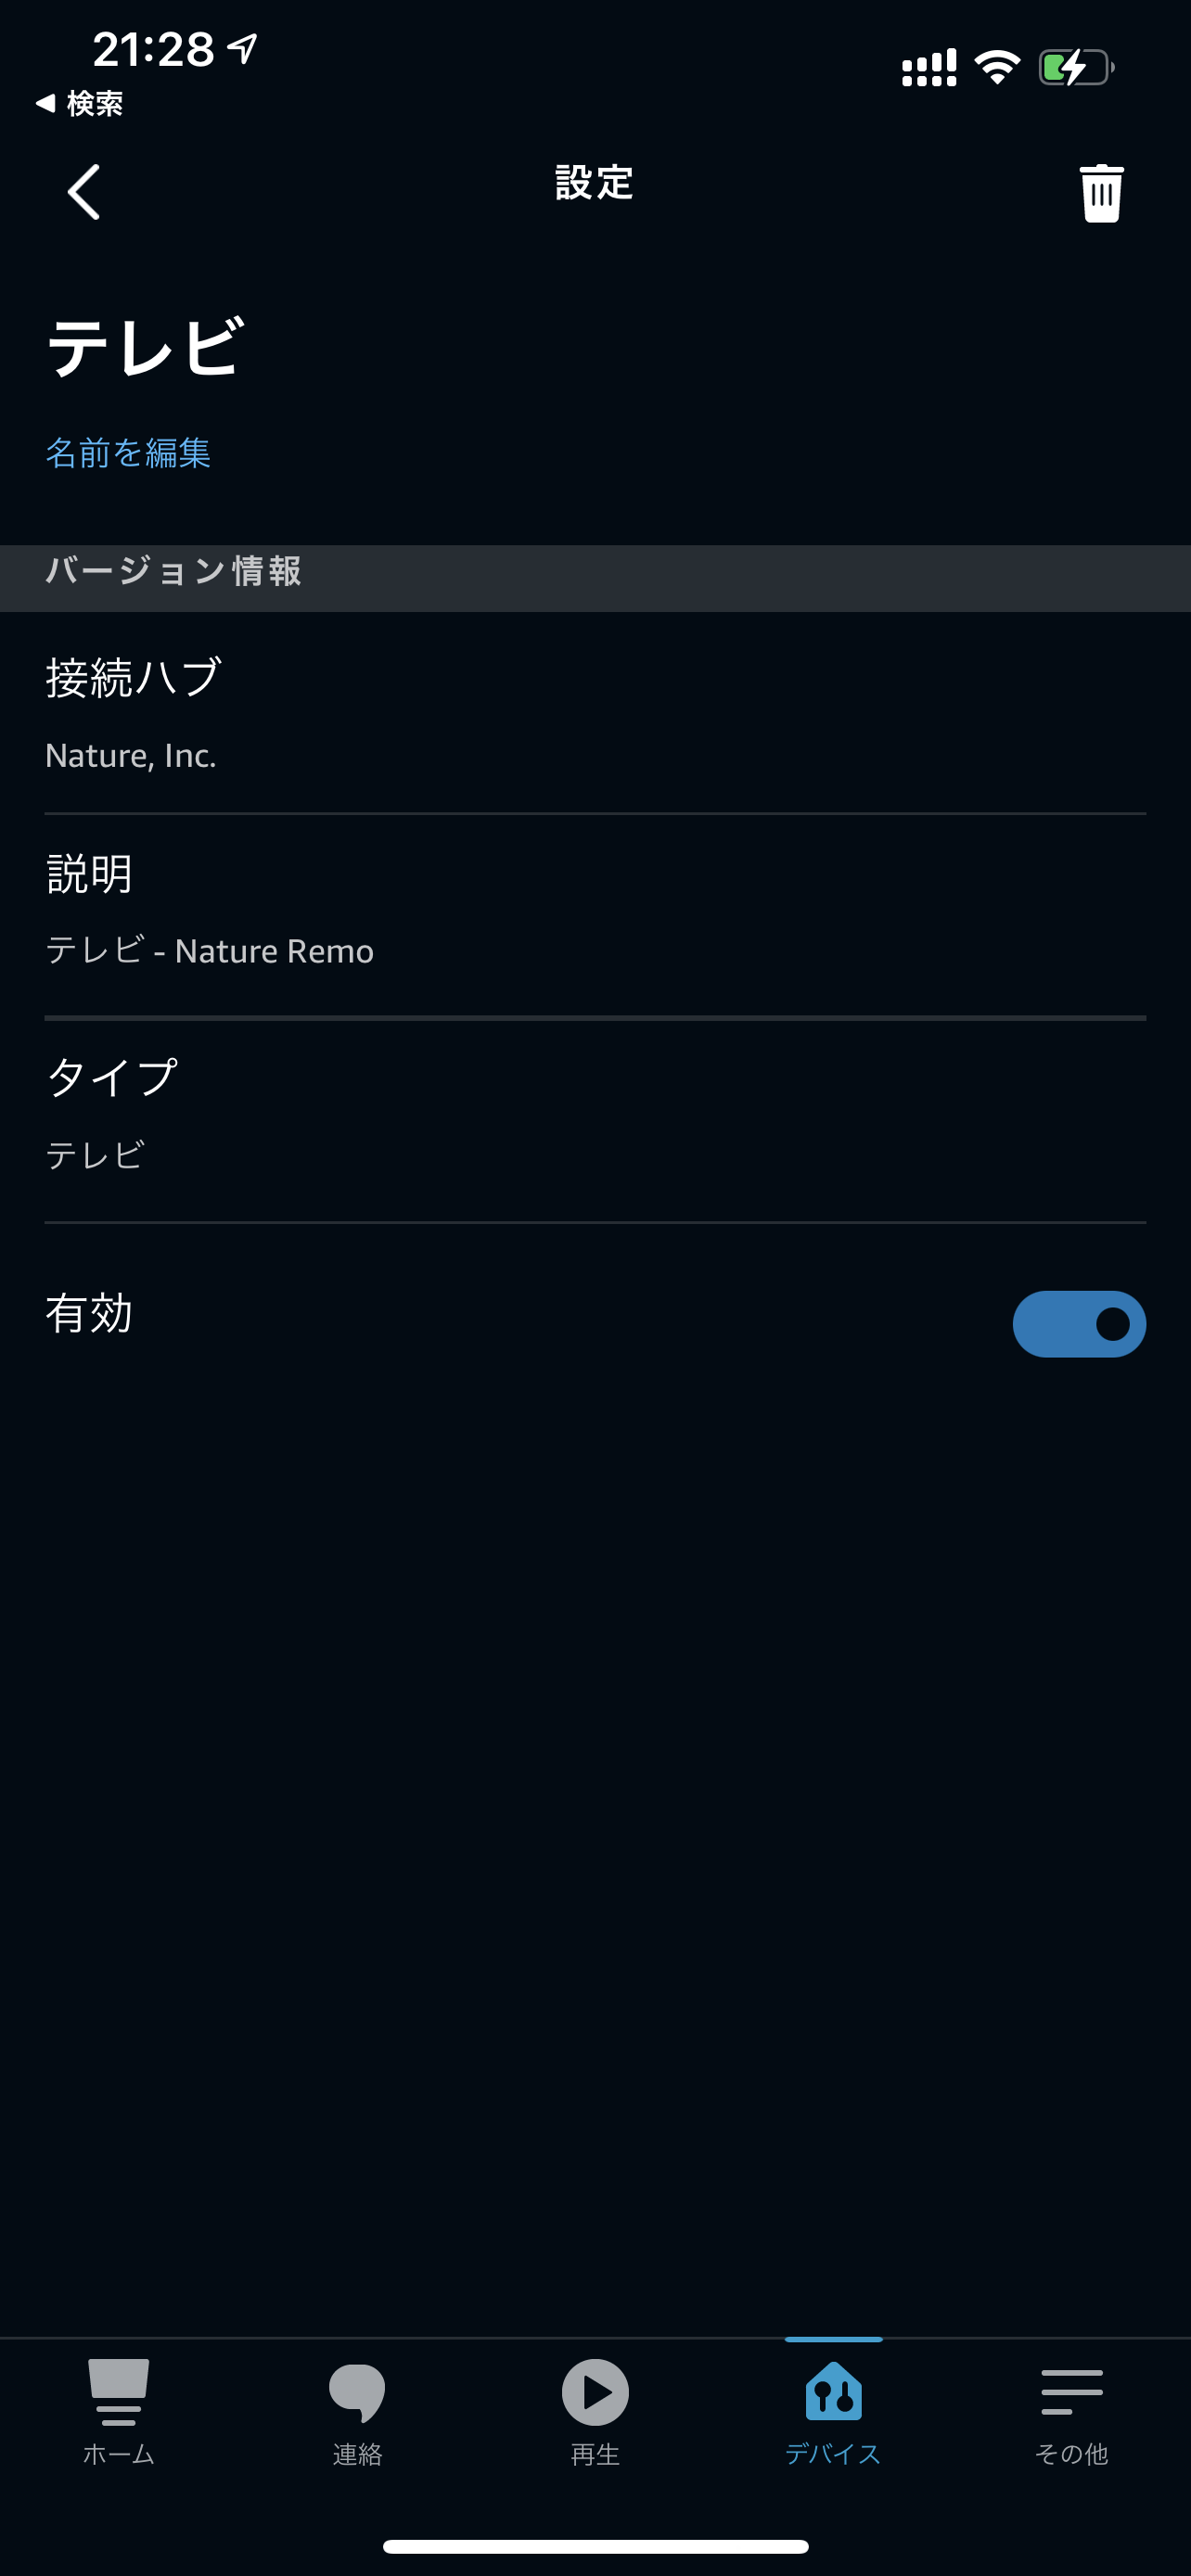 21:28
◀ 検索
設定
テレビ
名前を編集
バージョン情報
接続ハブ
Nature, Inc.
説明
テレビ - Nature Remo
タイプ
テレビ
有効
ホーム
連絡
再生
デバイス
その他